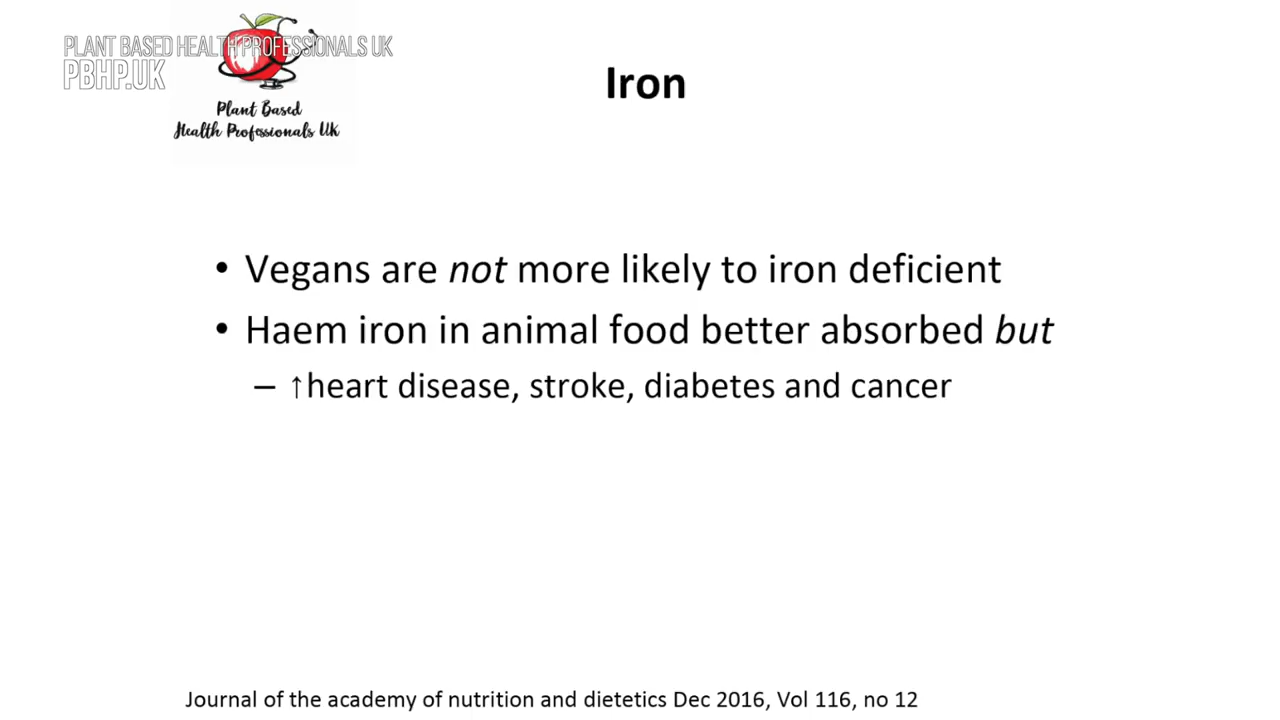 PLANT BASED HEALTH PROFESSIONALS UK
PBHP.UK
Plant Based
Health Professionals UK
Iron
• Vegans are not more likely to iron deficient
• Haem iron in animal food better absorbed but
– ↑heart disease, stroke, diabetes and cancer
Journal of the academy of nutrition and dietetics Dec 2016, Vol 116, no 12